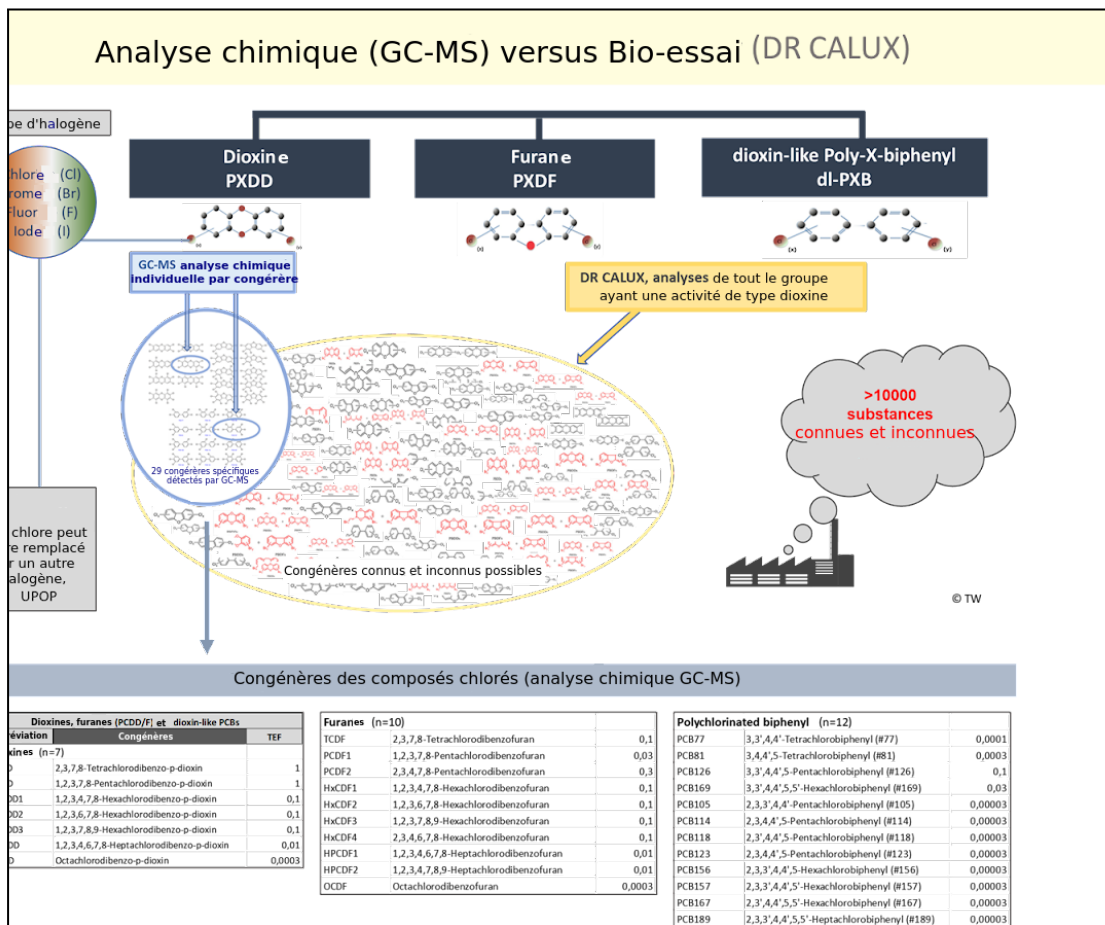 Analyse chimique (GC-MS) versus Bio-essai (DR CALUX)
pe d'halogène
hlore (Cl)
rome (Br)
Fluor (F)
Iode (I)
Dioxine
PXDD
Furane
PXDF
dioxin-like Poly-X-biphenyl
dl-PXB
(x)
(y)
(x)
(y)
GC-MS analyse chimique
individuelle par congérère
DR CALUX, analyses de tout le groupe
ayant une activité de type dioxine
29 congérères spécifiques
détectés par GC-MS
Congénères connus et inconnus possibles
>10000
substances
connues et inconnues
chlore peut
re remplacé
r un autre
alogène,
UPOP
© TW
Congénères des composés chlorés (analyse chimique GC-MS)
Dioxines, furanes (PCDD/F) et dioxin-like PCBs
réviation Congénères TEF
xines (n=7)
D 2,3,7,8-Tetrachlorodibenzo-p-dioxin 1
D 1,2,3,7,8-Pentachlorodibenzo-p-dioxin 1
DD1 1,2,3,4,7,8-Hexachlorodibenzo-p-dioxin 0,1
DD2 1,2,3,6,7,8-Hexachlorodibenzo-p-dioxin 0,1
DD3 1,2,3,7,8,9-Hexachlorodibenzo-p-dioxin 0,1
DD 1,2,3,4,6,7,8-Heptachlorodibenzo-p-dioxin 0,01
D Octachlorodibenzo-p-dioxin 0,0003
Furanes (n=10)
TCDF 2,3,7,8-Tetrachlorodibenzofuran 0,1
PCDF1 1,2,3,7,8-Pentachlorodibenzofuran 0,03
PCDF2 2,3,4,7,8-Pentachlorodibenzofuran 0,3
HxCDF1 1,2,3,4,7,8-Hexachlorodibenzofuran 0,1
HxCDF2 1,2,3,6,7,8-Hexachlorodibenzofuran 0,1
HxCDF3 1,2,3,7,8,9-Hexachlorodibenzofuran 0,1
HxCDF4 2,3,4,6,7,8-Hexachlorodibenzofuran 0,1
HPCDF1 1,2,3,4,6,7,8-Heptachlorodibenzofuran 0,01
HPCDF2 1,2,3,4,7,8,9-Heptachlorodibenzofuran 0,01
OCDF Octachlorodibenzofuran 0,0003
Polychlorinated biphenyl (n=12)
PCB77 3,3',4,4'-Tetrachlorobiphenyl (#77) 0,0001
PCB81 3,4,4',5-Tetrachlorobiphenyl (#81) 0,0003
PCB126 3,3',4,4',5-Pentachlorobiphenyl (#126) 0,1
PCB169 3,3',4,4',5,5'-Hexachlorobiphenyl (#169) 0,03
PCB105 2,3,3',4,4'-Pentachlorobiphenyl (#105) 0,00003
PCB114 2,3,4,4',5-Pentachlorobiphenyl (#114) 0,00003
PCB118 2,3',4,4',5-Pentachlorobiphenyl (#118) 0,00003
PCB123 2,3,4,4',5-Pentachlorobiphenyl (#123) 0,00003
PCB156 2,3,3',4,4',5-Hexachlorobiphenyl (#156) 0,00003
PCB157 2,3,3',4,4',5'-Hexachlorobiphenyl (#157) 0,00003
PCB167 2,3',4,4',5,5'-Hexachlorobiphenyl (#167) 0,00003
PCB189 2,3,3',4,4',5,5'-Heptachlorobiphenyl (#189) 0,00003